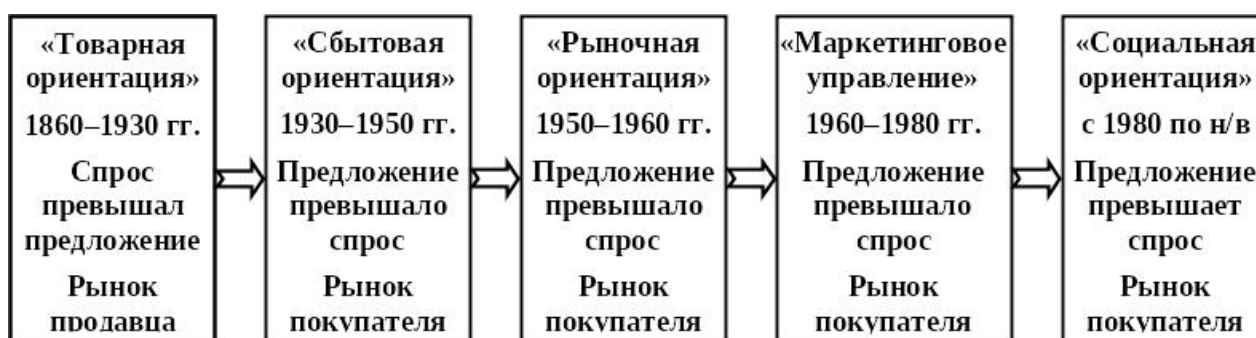 «Товарная
ориентация»
1860–1930 гг.
Спрос
превышал
предложение
Рынок
продавца
«Сбытовая
ориентация»
1930–1950 гг.
Предложение
превышало
спрос
Рынок
покупателя
«Рыночная
ориентация»
1950–1960 гг.
Предложение
превышало
спрос
Рынок
покупателя
«Маркетинговое
управление»
1960–1980 гг.
Предложение
превышало
спрос
Рынок
покупателя
«Социальная
ориентация»
с 1980 по н/в
Предложение
превышает
спрос
Рынок
покупателя